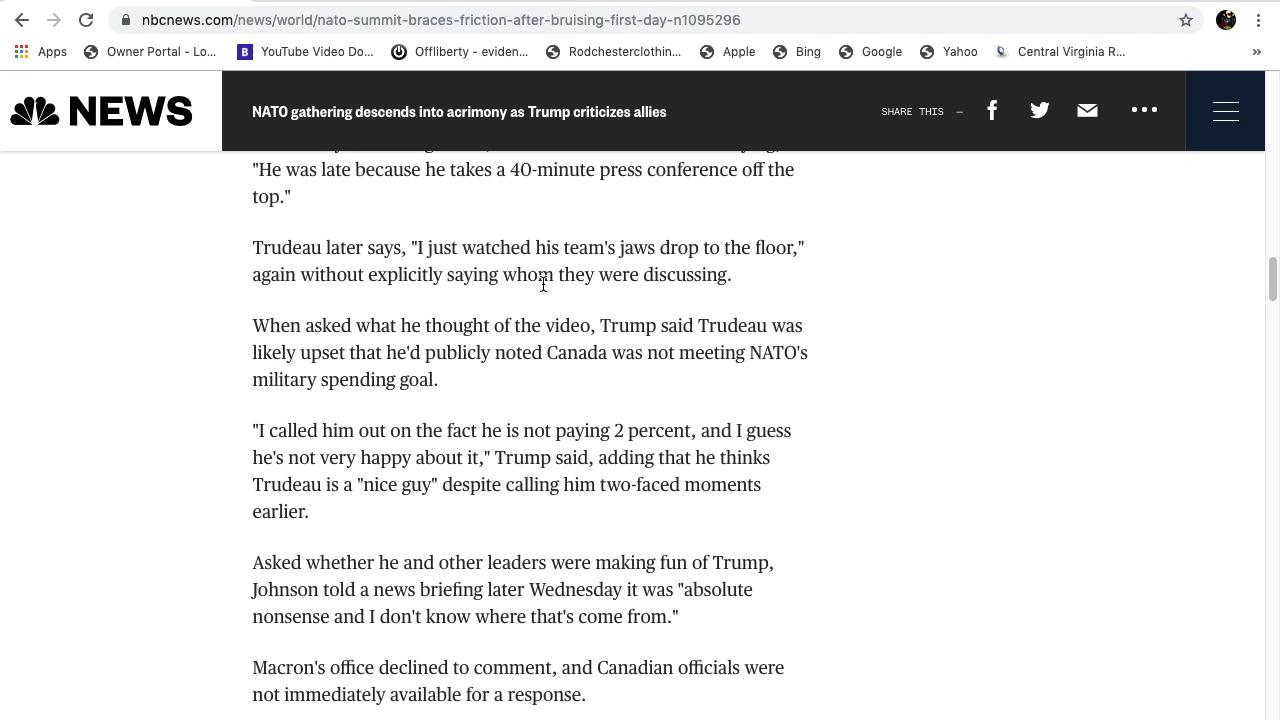 nbcnews.com/news/world/nato-summit-braces-friction-after-bruising-first-day-n1095296
Apps Owner Portal - Lo... B YouTube Video Do... Offliberty - eviden... Rodchesterclothin... Apple Bing Google Yahoo Central Virginia R... »
NEWS NATO gathering descends into acrimony as Trump criticizes allies SHARE THIS –
"He was late because he takes a 40-minute press conference off the
top."
Trudeau later says, "I just watched his team's jaws drop to the floor,"
again without explicitly saying whom they were discussing.
When asked what he thought of the video, Trump said Trudeau was
likely upset that he'd publicly noted Canada was not meeting NATO's
military spending goal.
"I called him out on the fact he is not paying 2 percent, and I guess
he's not very happy about it," Trump said, adding that he thinks
Trudeau is a "nice guy" despite calling him two-faced moments
earlier.
Asked whether he and other leaders were making fun of Trump,
Johnson told a news briefing later Wednesday it was "absolute
nonsense and I don't know where that's come from."
Macron's office declined to comment, and Canadian officials were
not immediately available for a response.